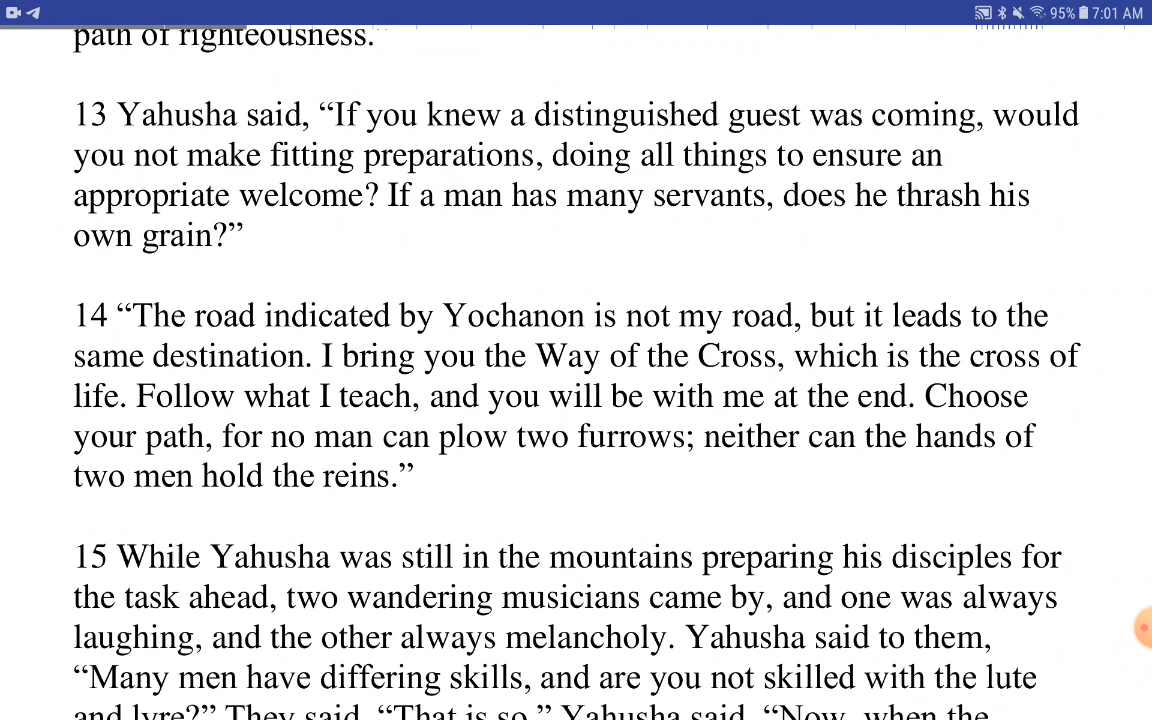 95% 7:01 AM
path of righteousness.”
13 Yahusha said, “If you knew a distinguished guest was coming, would
you not make fitting preparations, doing all things to ensure an
appropriate welcome? If a man has many servants, does he thrash his
own grain?”
14 “The road indicated by Yochanon is not my road, but it leads to the
same destination. I bring you the Way of the Cross, which is the cross of
life. Follow what I teach, and you will be with me at the end. Choose
your path, for no man can plow two furrows; neither can the hands of
two men hold the reins.”
15 While Yahusha was still in the mountains preparing his disciples for
the task ahead, two wandering musicians came by, and one was always
laughing, and the other always melancholy. Yahusha said to them,
“Many men have differing skills, and are you not skilled with the lute
and lyre?” They said, “That is so.” Yahusha said, “Now, when the